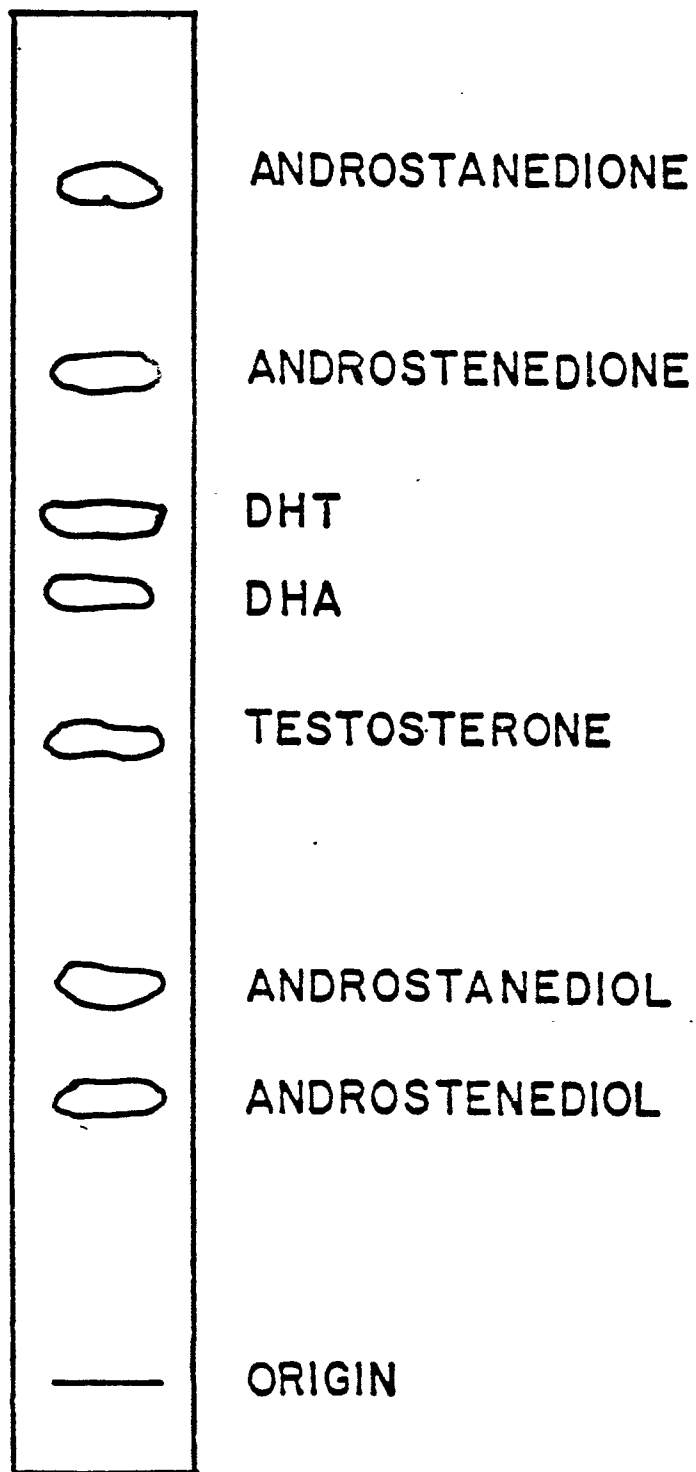 ANDROSTANEDIONE
ANDROSTENEDIONE
DHT
DHA
TESTOSTERONE
ANDROSTANEDIOL
ANDROSTENEDIOL
ORIGIN